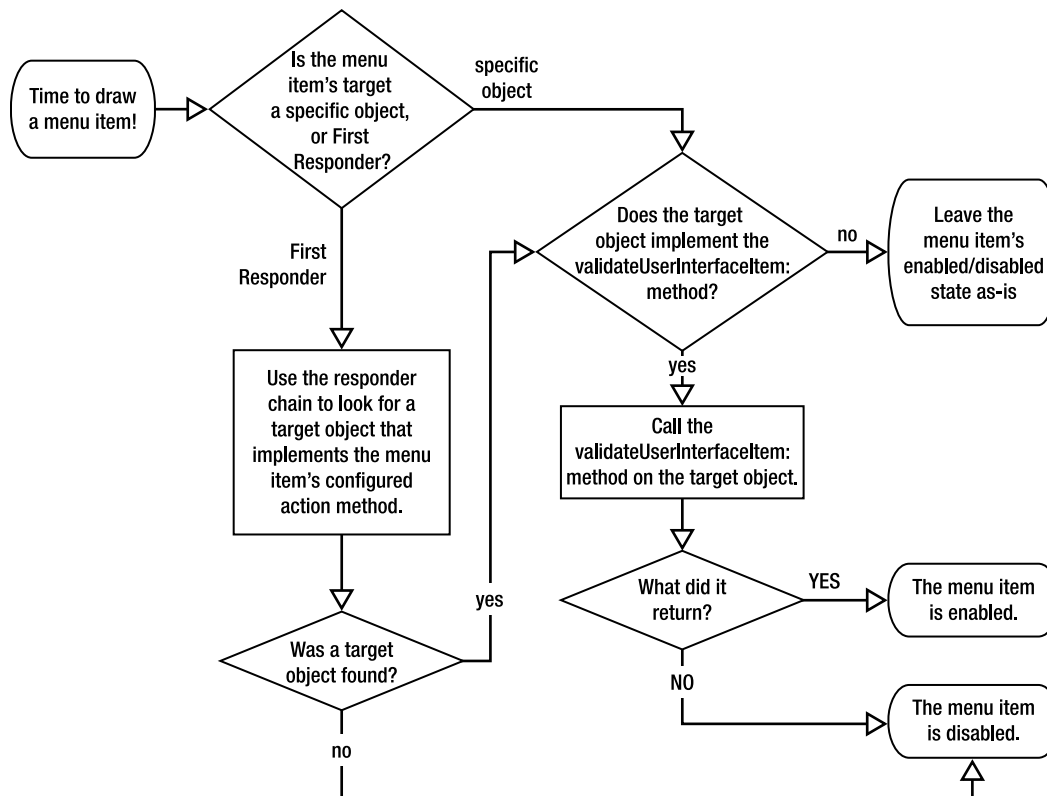 Time to draw
a menu item!
Is the menu
item's target
a specific object,
or First
Responder?
specific
object
First
Responder
Does the target
object implement the
validateUserInterfaceItem:
method?
no
Leave the
menu item's
enabled/disabled
state as-is
yes
Use the responder
chain to look for a
target object that
implements the menu
item's configured
action method.
Call the
validateUserInterfaceItem:
method on the target object.
Was a target
object found?
yes
no
What did it
return?
YES
The menu item
is enabled.
NO
The menu item
is disabled.